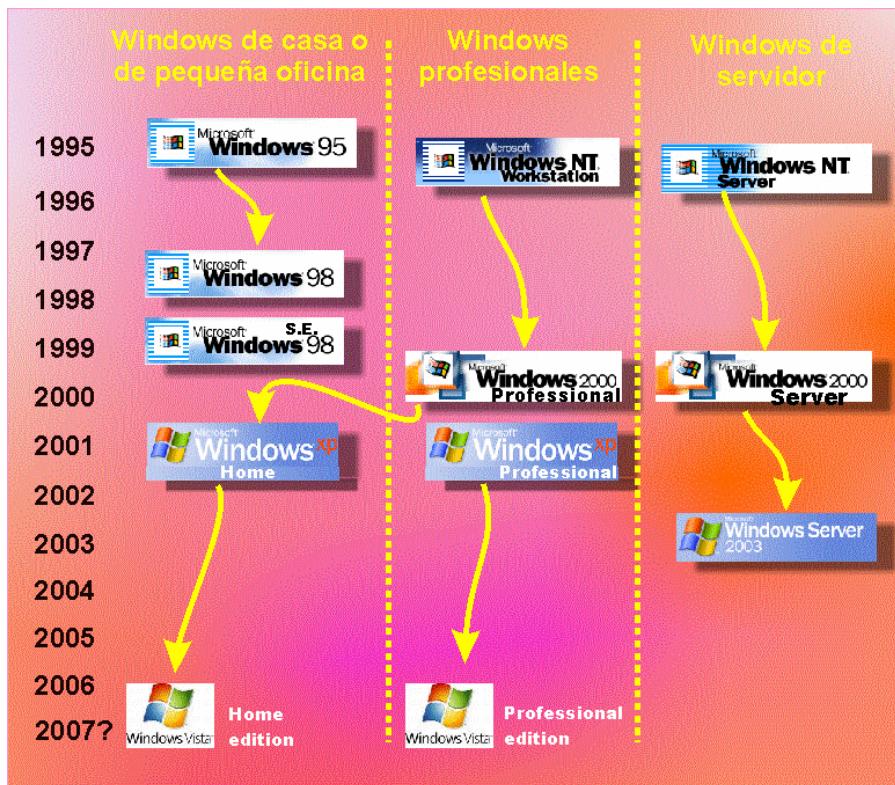 Windows de casa o
de pequeña oficina
Windows
profesionales
Windows de
servidor
1995
Microsoft
Windows 95
Microsoft
Windows NT
Workstation
Microsoft
Windows NT
Server
1996
1997
Microsoft
Windows 98
1998
Microsoft S.E.
Windows 98
1999
Microsoft
Windows 2000
Professional
Microsoft
Windows 2000
Server
2000
2001
Microsoft
Windows xp
Home
Microsoft
Windows xp
Professional
2002
Microsoft
Windows Server
2003
2003
2004
2005
2006
2007?
Windows Vista
Home
edition
Windows Vista
Professional
edition